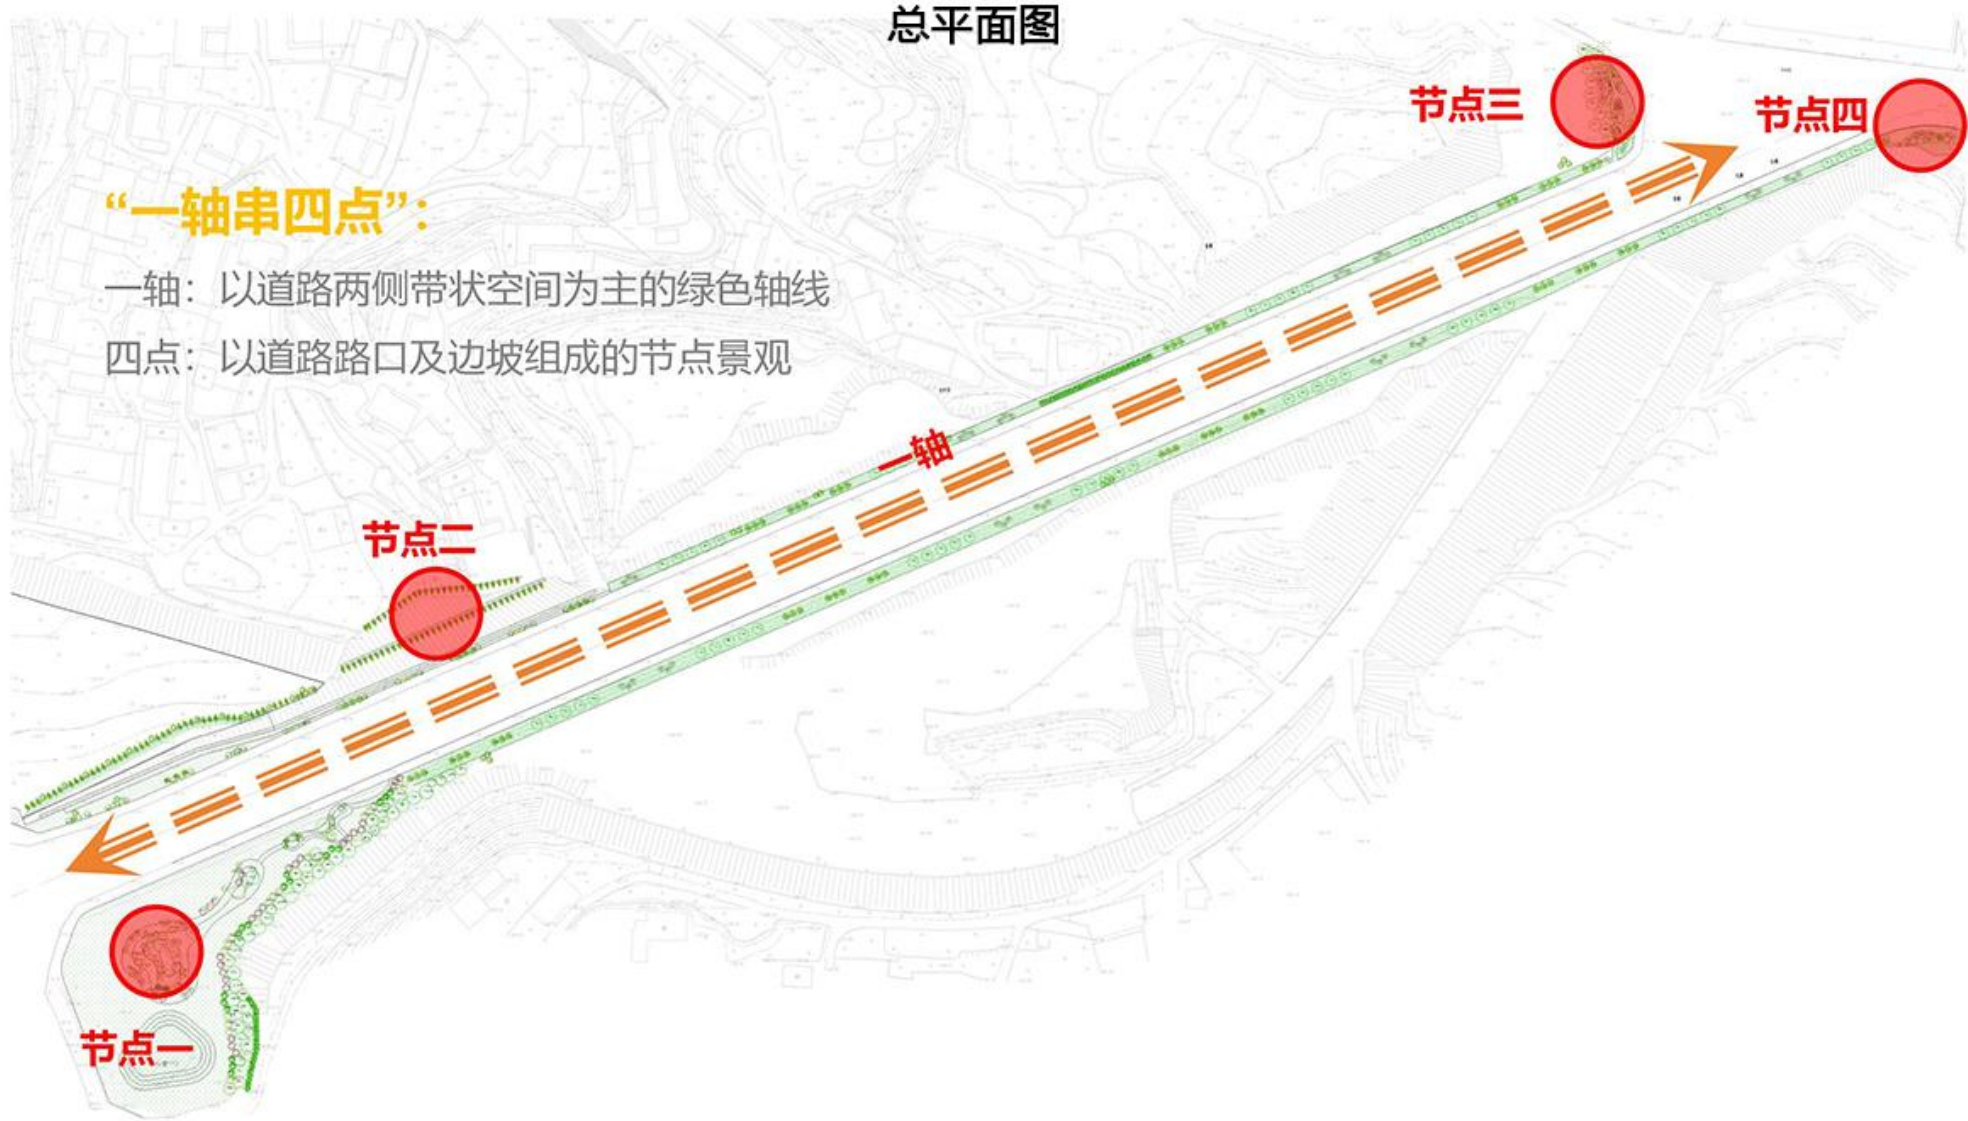 总平面图
节点三
节点四
“一轴串四点”：
一轴：以道路两侧带状空间为主的绿色轴线
四点：以道路路口及边坡组成的节点景观
一轴
节点二
节点一